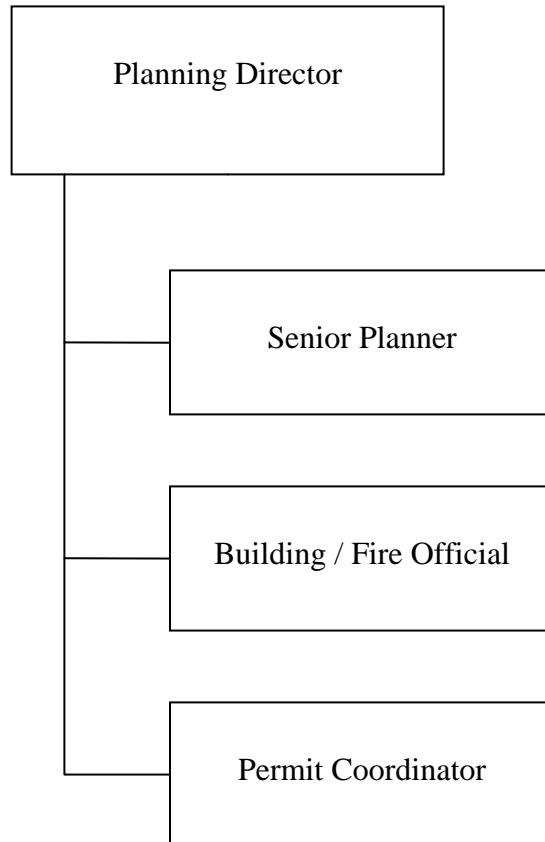 Planning Director
Senior Planner
Building / Fire Official
Permit Coordinator